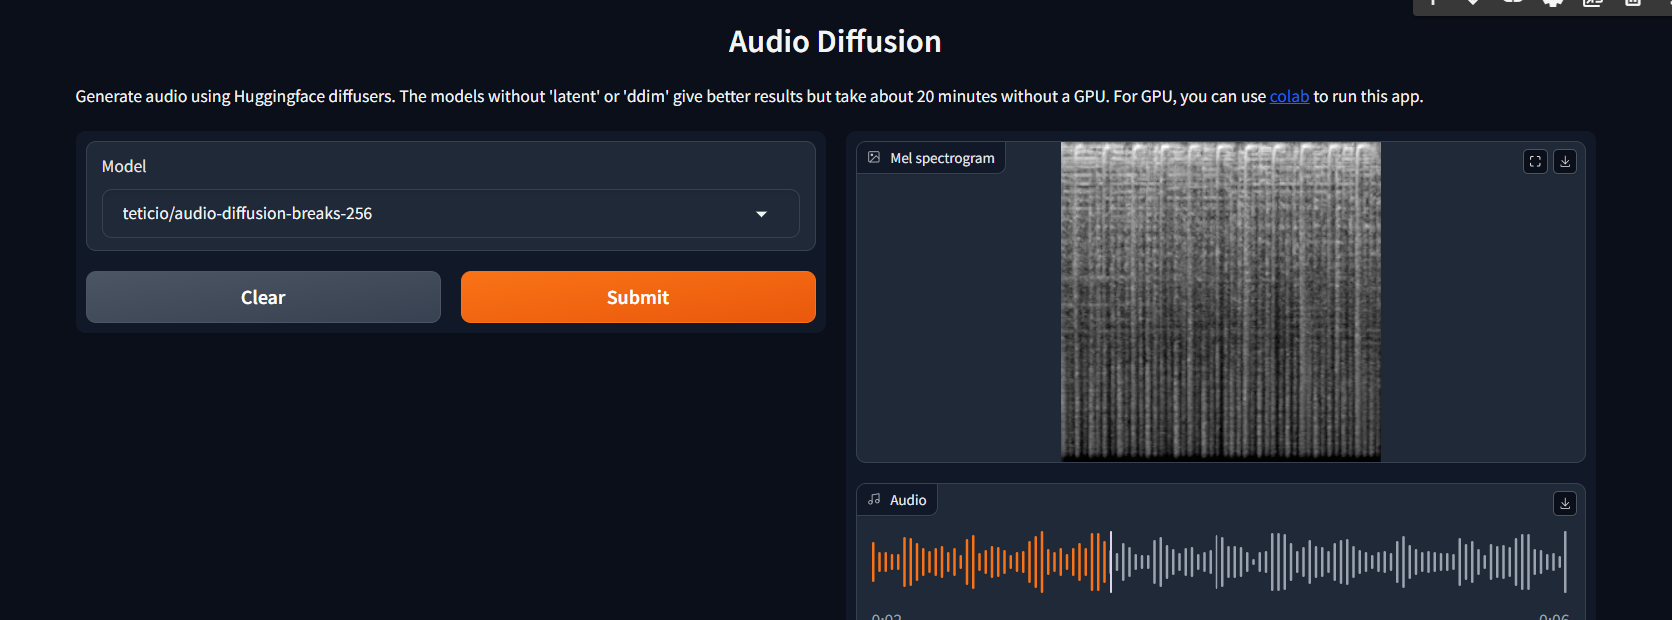 Audio Diffusion
Generate audio using Huggingface diffusers. The models without 'latent' or 'ddim' give better results but take about 20 minutes without a GPU. For GPU, you can use colab to run this app.
Model
teticio/audio-diffusion-breaks-256
Clear
Submit
Mel spectrogram
Audio